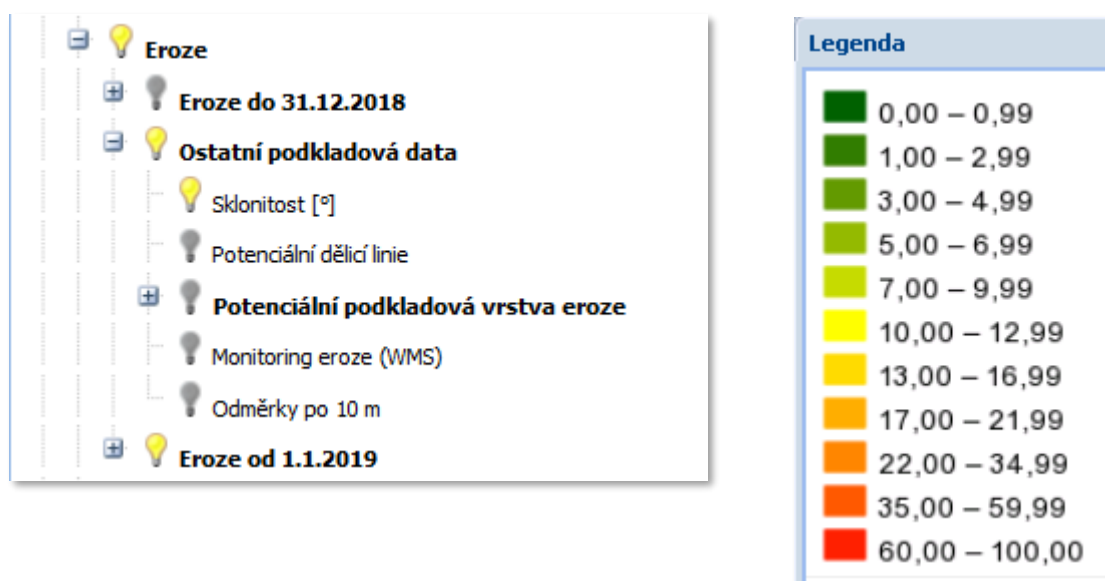 Eroze
Eroze do 31.12.2018
Ostatní podkladová data
Sklonitost [°]
Potenciální dělicí linie
Potenciální podkladová vrstva eroze
Monitoring eroze (WMS)
Odměrky po 10 m
Eroze od 1.1.2019
Legenda
0,00 – 0,99
1,00 – 2,99
3,00 – 4,99
5,00 – 6,99
7,00 – 9,99
10,00 – 12,99
13,00 – 16,99
17,00 – 21,99
22,00 – 34,99
35,00 – 59,99
60,00 – 100,00